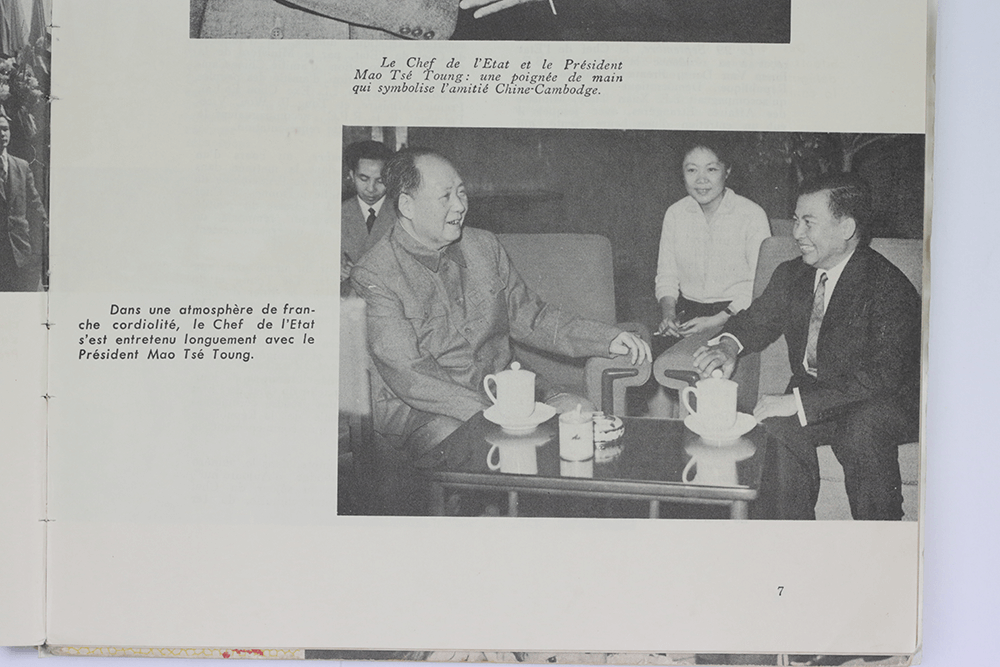 Le Chef de l'Etat et le Président
Mao Tsé Toung: une poignée de main
qui symbolise l'amitié Chine-Cambodge.
Dans une atmosphère de fran-
che cordiolité, le Chef de l'Etat
s'est entretenu longuement avec le
Président Mao Tsé Toung.
7